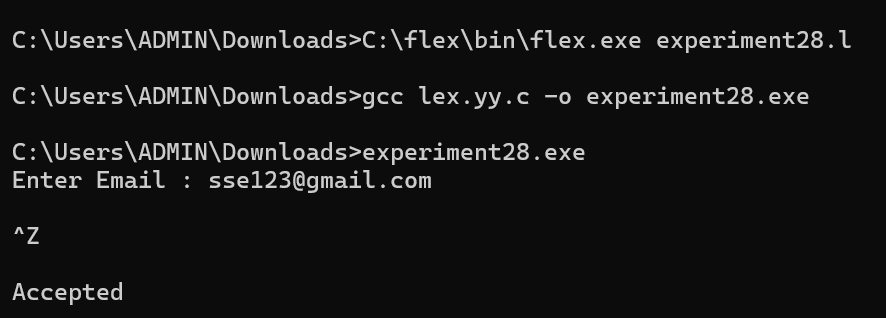 C:\Users\ADMIN\Downloads>C:\flex\bin\flex.exe experiment28.l
C:\Users\ADMIN\Downloads>gcc lex.yy.c -o experiment28.exe
C:\Users\ADMIN\Downloads>experiment28.exe
Enter Email : sse123@gmail.com
^Z
Accepted